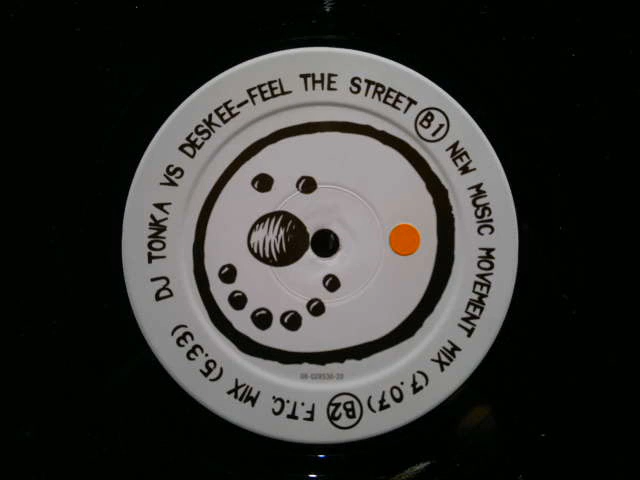 DJ TONKA VS DESKEE-FEEL THE STREET B1 NEW MUSIC MOVEMENT MIX (7.07) B2 F.T.C. MIX (5.33)